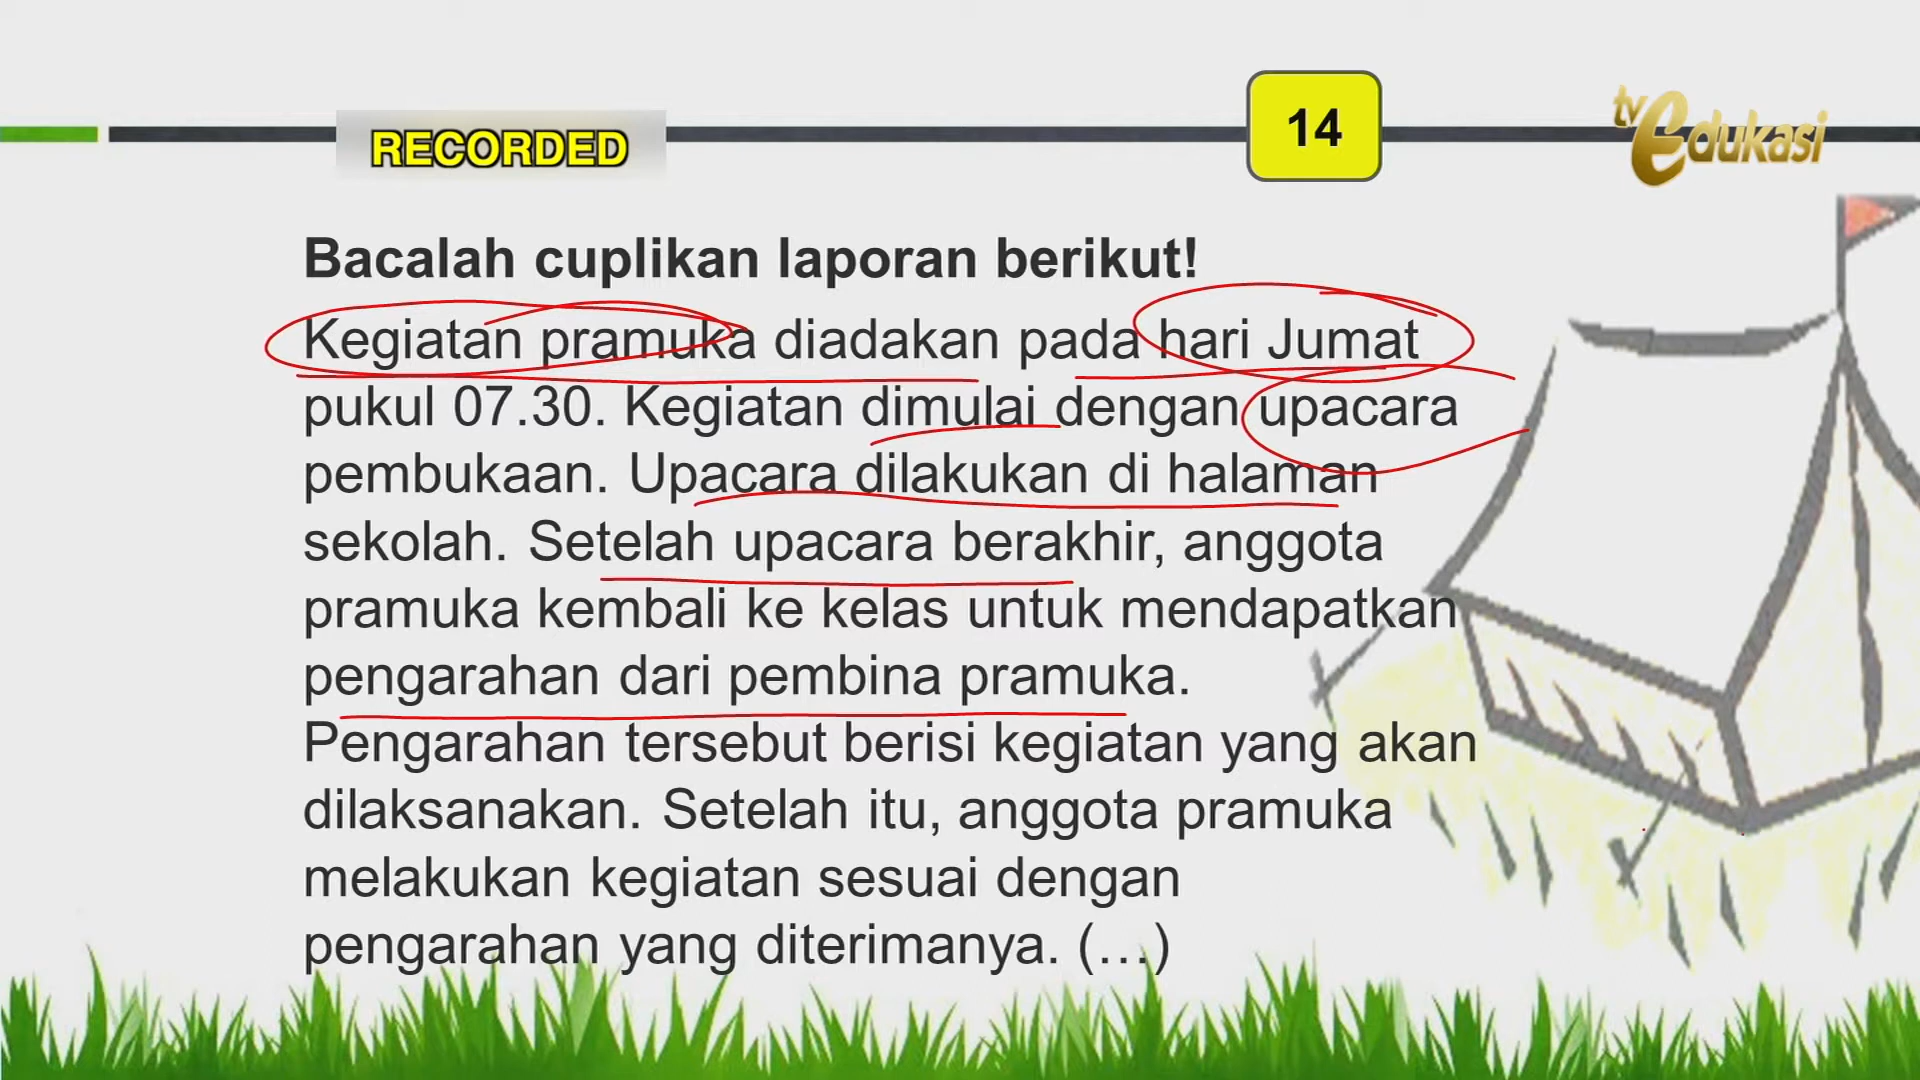 RECORDED
14
tv Edukasi
Bacalah cuplikan laporan berikut!
Kegiatan pramuka diadakan pada hari Jumat
pukul 07.30. Kegiatan dimulai dengan upacara
pembukaan. Upacara dilakukan di halaman
sekolah. Setelah upacara berakhir, anggota
pramuka kembali ke kelas untuk mendapatkan
pengarahan dari pembina pramuka.
Pengarahan tersebut berisi kegiatan yang akan
dilaksanakan. Setelah itu, anggota pramuka
melakukan kegiatan sesuai dengan
pengarahan yang diterimanya. (…)